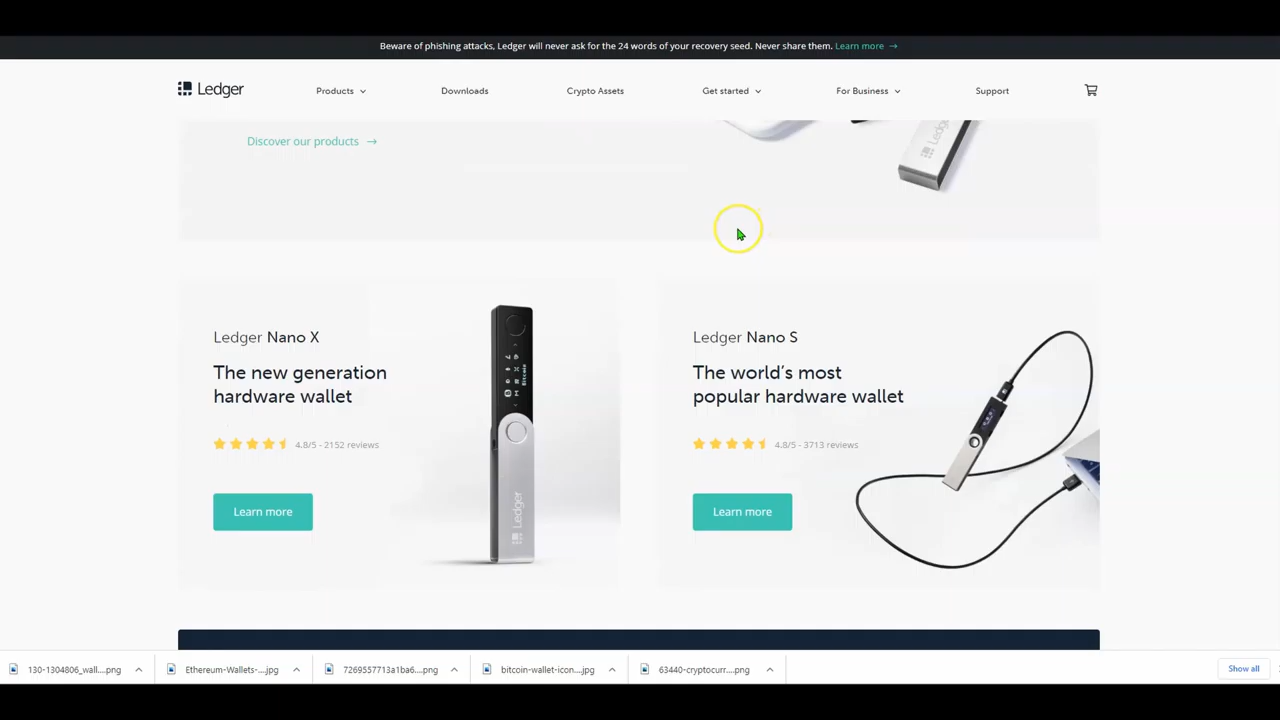 Beware of phishing attacks, Ledger will never ask for the 24 words of your recovery seed. Never share them. Learn more →
Ledger Products Downloads Crypto Assets Get started For Business Support
Discover our products →
Ledger
Ledger Nano X
The new generation
hardware wallet
4.8/5 - 2152 reviews
Learn more
Bitcoin
Ledger
Ledger Nano S
The world's most
popular hardware wallet
4.8/5 - 3713 reviews
Learn more
130-1304806_wall....png Ethereum-Wallets-....jpg 7269557713a1ba6....png bitcoin-wallet-icon....jpg 63440-cryptocurr....png Show all